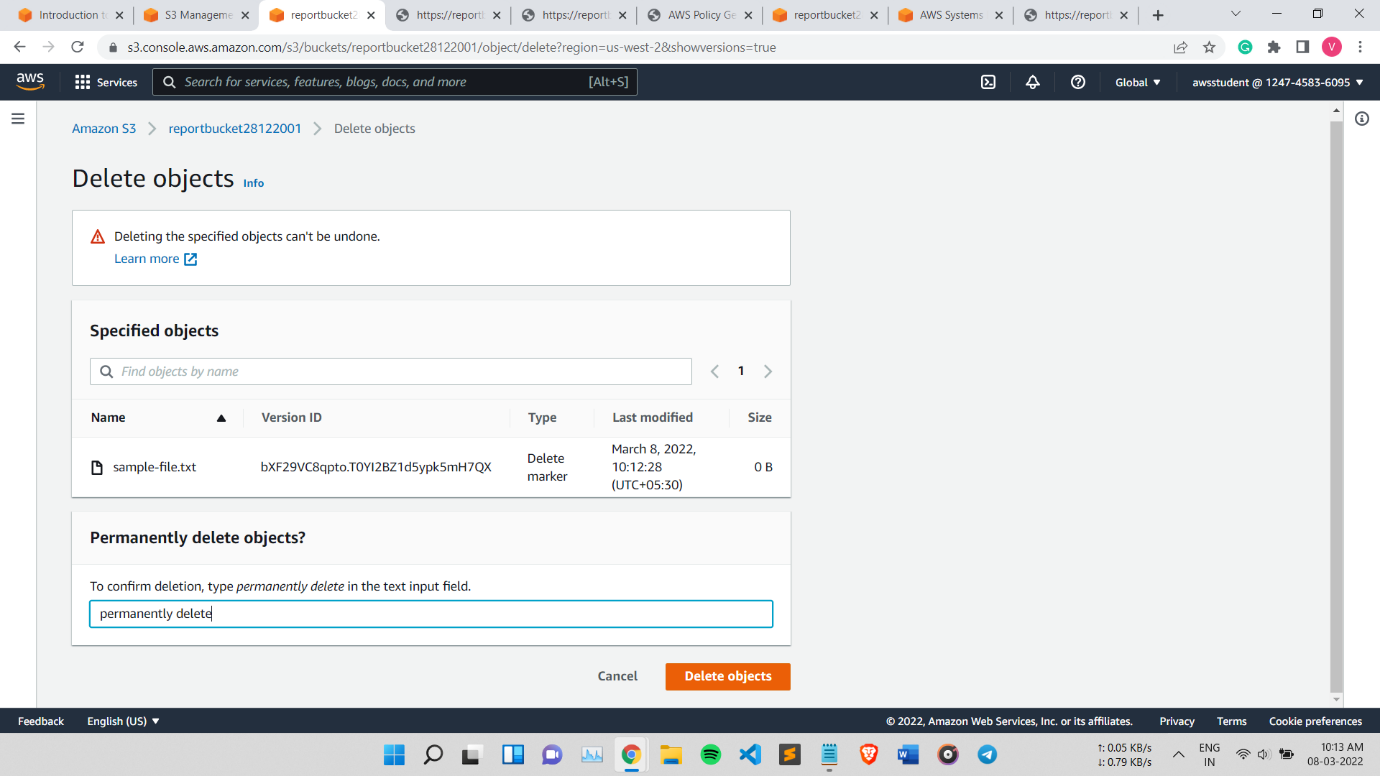 Introduction to
S3 Manageme
reportbucket2
https://reportb
https://reportb
AWS Policy Ge
reportbucket2
AWS Systems
https://report
s3.console.aws.amazon.com/s3/buckets/reportbucket28122001/object/delete?region=us-west-2&showversions=true
V
aws
Services
Search for services, features, blogs, docs, and more
[Alt+S]
Global
awsstudent @ 1247-4583-6095
Amazon S3
reportbucket28122001
Delete objects
Delete objects Info
Deleting the specified objects can't be undone.
Learn more
Specified objects
Find objects by name
1
Name Version ID Type Last modified Size
sample-file.txt bXF29VC8qpto.T0YI2BZ1d5ypk5mH7QX Delete marker March 8, 2022, 10:12:28 (UTC+05:30) 0 B
Permanently delete objects?
To confirm deletion, type permanently delete in the text input field.
permanently delete
Cancel
Delete objects
Feedback English (US) © 2022, Amazon Web Services, Inc. or its affiliates. Privacy Terms Cookie preferences
↑: 0.05 KB/s
↓: 0.79 KB/s
ENG
IN
10:13 AM
08-03-2022